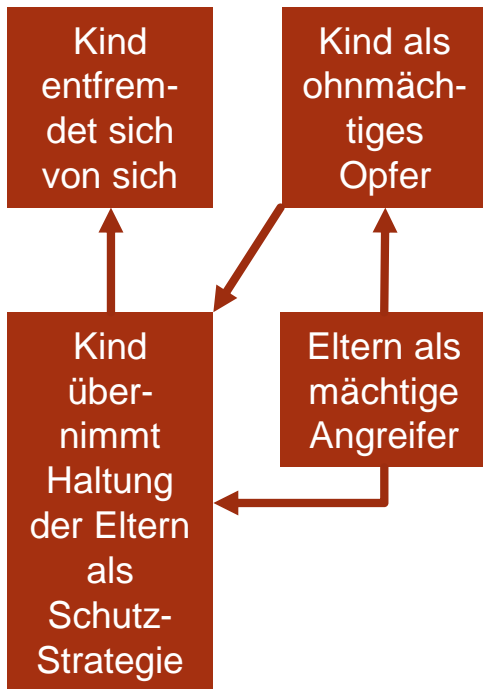 Kind
entfrem-
det sich
von sich
Kind als
ohnmäch-
tiges
Opfer
Kind
über-
nimmt
Haltung
der Eltern
als
Schutz-
Strategie
Eltern als
mächtige
Angreifer